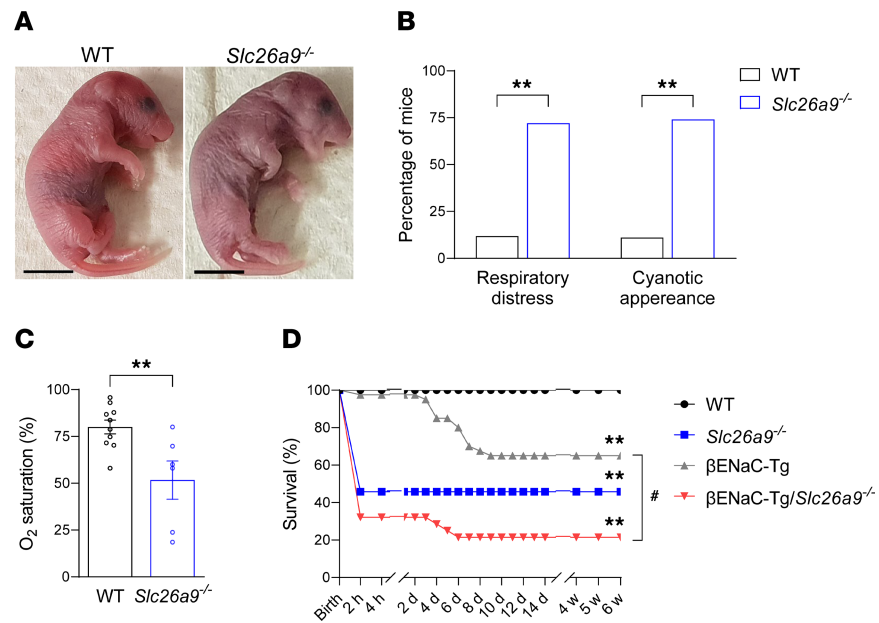 A
WT
Slc26a9-/-
B
Percentage of mice
100
75
50
25
0
**
**
Respiratory
distress
Cyanotic
appereance
WT
Slc26a9-/-
C
O2 saturation (%)
100
75
50
25
0
**
WT
Slc26a9-/-
D
Survival (%)
100
80
60
40
20
0
Birth
2 h
4 h
2 d
4 d
6 d
8 d
10 d
12 d
14 d
4 w
5 w
6 w
**
**
**
#
WT
Slc26a9-/-
βENaC-Tg
βENaC-Tg/Slc26a9-/-